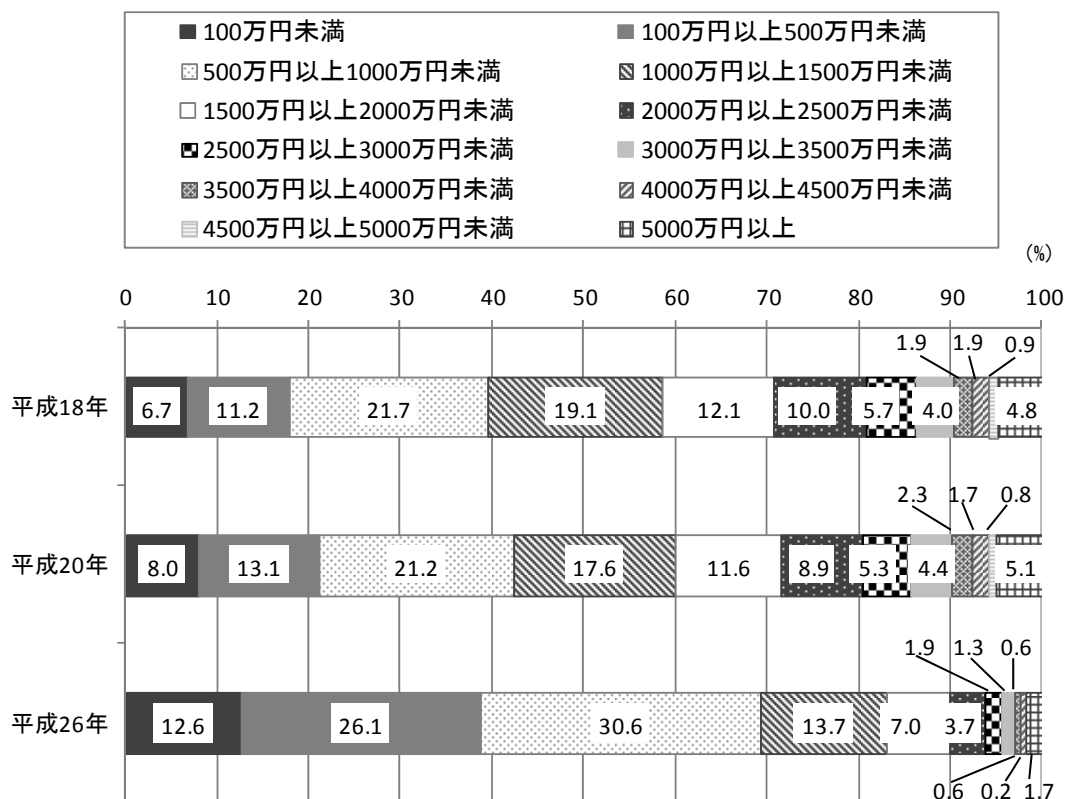 100万円未満 100万円以上500万円未満
500万円以上1000万円未満 1000万円以上1500万円未満
1500万円以上2000万円未満 2000万円以上2500万円未満
2500万円以上3000万円未満 3000万円以上3500万円未満
3500万円以上4000万円未満 4000万円以上4500万円未満
4500万円以上5000万円未満 5000万円以上
(%)
0 10 20 30 40 50 60 70 80 90 100
1.9 1.9 0.9
平成18年 6.7 11.2 21.7 19.1 12.1 10.0 5.7 4.0 4.8
2.3 1.7 0.8
平成20年 8.0 13.1 21.2 17.6 11.6 8.9 5.3 4.4 5.1
1.9 1.3 0.6
平成26年 12.6 26.1 30.6 13.7 7.0 3.7
0.6 0.2 1.7